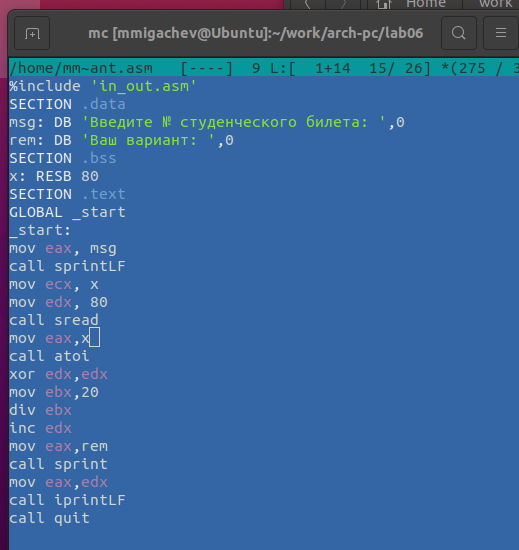 Home work
mc [mmigachev@Ubuntu]:~/work/arch-pc/lab06
/home/mm~ant.asm [----] 9 L:[ 1+14 15/ 26] *(275 / 3
%include 'in_out.asm'
SECTION .data
msg: DB 'Введите № студенческого билета: ',0
rem: DB 'Ваш вариант: ',0
SECTION .bss
x: RESB 80
SECTION .text
GLOBAL _start
_start:
mov eax, msg
call sprintLF
mov ecx, x
mov edx, 80
call sread
mov eax,x
call atoi
xor edx,edx
mov ebx,20
div ebx
inc edx
mov eax,rem
call sprint
mov eax,edx
call iprintLF
call quit